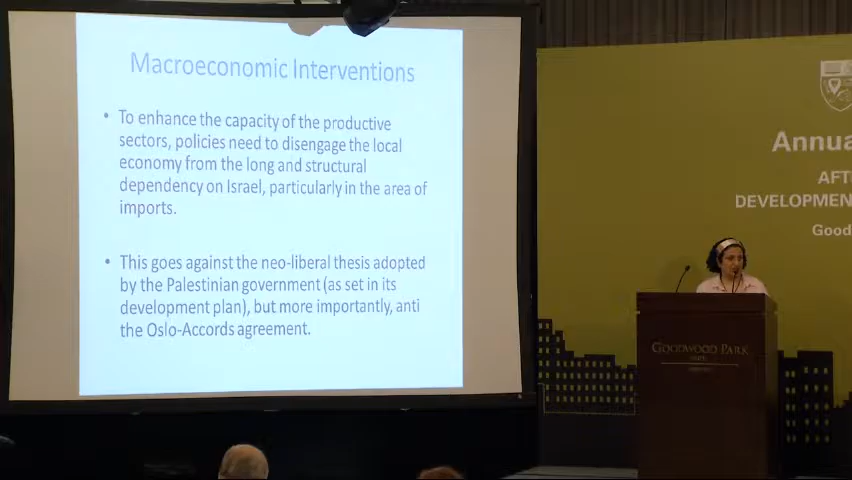 Macroeconomic Interventions
• To enhance the capacity of the productive
sectors, policies need to disengage the local
economy from the long and structural
dependency on Israel, particularly in the area of
imports.
• This goes against the neo-liberal thesis adopted
by the Palestinian government (as set in its
development plan), but more importantly, anti
the Oslo-Accords agreement.
Annua
AFT
DEVELOPMEN
Good
GOODWOOD PARK